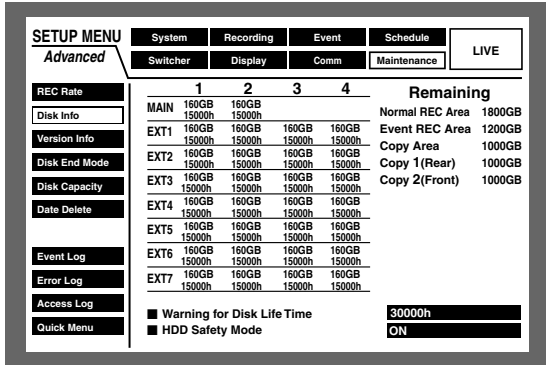 SETUP MENU
Advanced
System Recording Event Schedule
Switcher Display Comm Maintenance
LIVE
REC Rate
Disk Info
Version Info
Disk End Mode
Disk Capacity
Date Delete
Event Log
Error Log
Access Log
Quick Menu
1 2 3 4
MAIN 160GB 160GB
15000h 15000h
EXT1 160GB 160GB 160GB 160GB
15000h 15000h 15000h 15000h
EXT2 160GB 160GB 160GB 160GB
15000h 15000h 15000h 15000h
EXT3 160GB 160GB 160GB 160GB
15000h 15000h 15000h 15000h
EXT4 160GB 160GB 160GB 160GB
15000h 15000h 15000h 15000h
EXT5 160GB 160GB 160GB 160GB
15000h 15000h 15000h 15000h
EXT6 160GB 160GB 160GB 160GB
15000h 15000h 15000h 15000h
EXT7 160GB 160GB 160GB 160GB
15000h 15000h 15000h 15000h
Remaining
Normal REC Area 1800GB
Event REC Area 1200GB
Copy Area 1000GB
Copy 1(Rear) 1000GB
Copy 2(Front) 1000GB
Warning for Disk Life Time 30000h
HDD Safety Mode ON